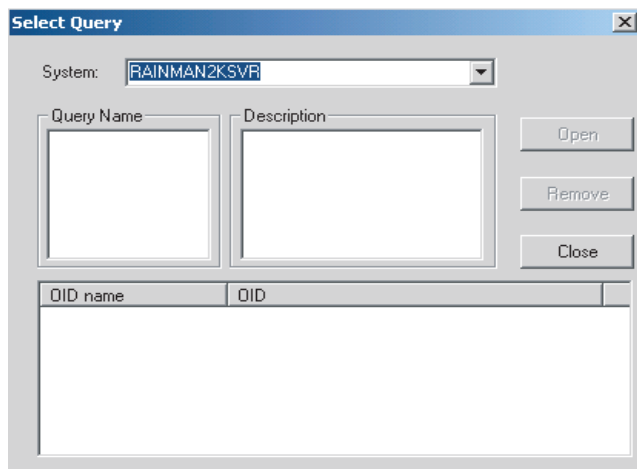 Select Query
System: RAINMAN2KSVR
Query Name Description
Open
Remove
Close
OID name OID